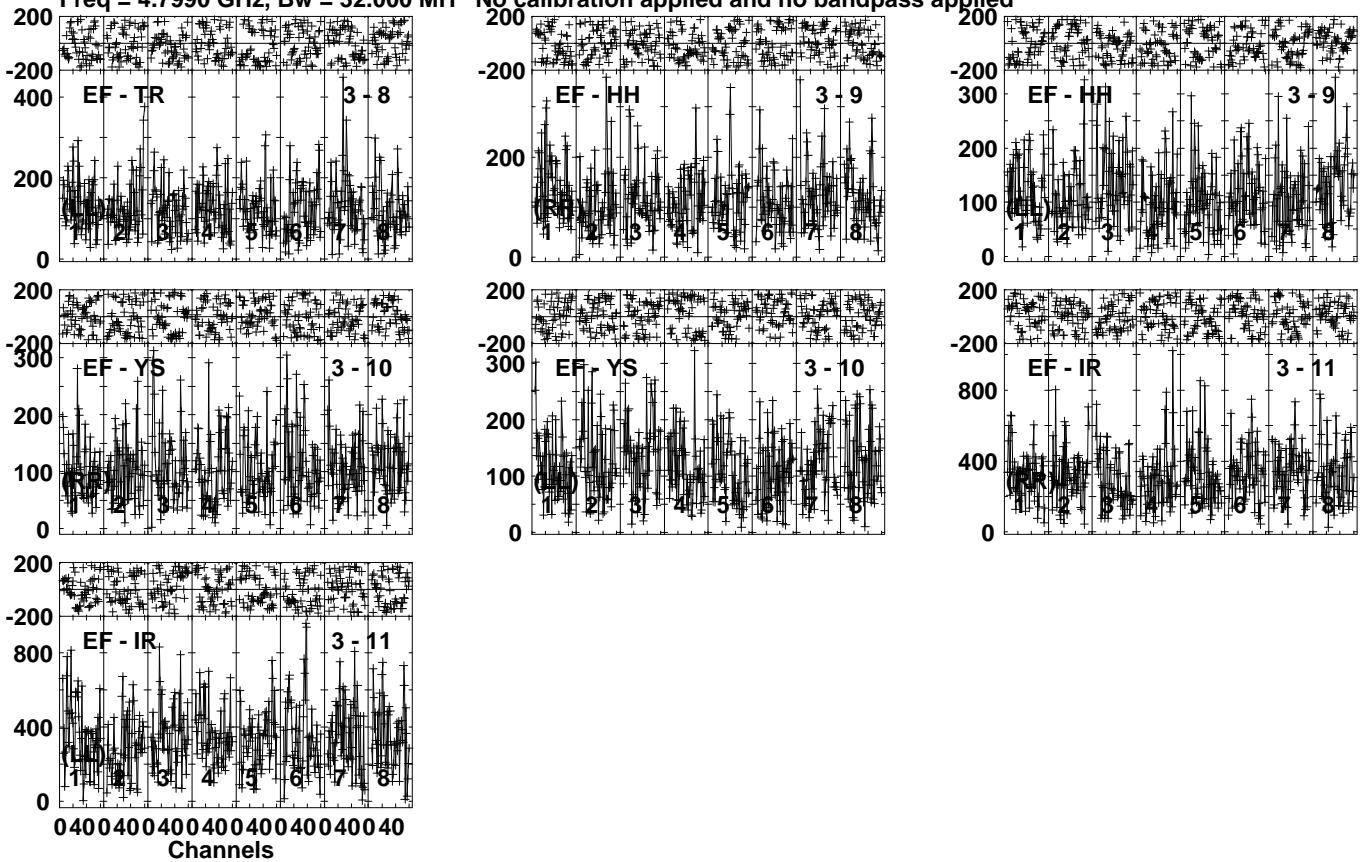 Freq = 4.7990 GHz, Bw = 32.000 MH No calibration applied and no bandpass applied
200 200 200
-200 -200 -200
400 EF - TR 3 - 8 EF - HH 3 - 9 300 EF - HH 3 - 9
200 200 200
(LL) (RR) 100 (LL)
1 2 3 4 5 6 7 8 1 2 3 4 5 6 7 8 1 2 3 4 5 6 7 8
0 0 0
200 200 200
-200 -200 -200
300 EF - YS 3 - 10 300 EF - YS 3 - 10 EF - IR 3 - 11
800
200 200
100 (RR) 100 (LL) 400 (RR)
1 2 3 4 5 6 7 8 1 2 3 4 5 6 7 8 1 2 3 4 5 6 7 8
0 0 0
200
-200
EF - IR 3 - 11
800
400
(LL)
1 2 3 4 5 6 7 8
0
0 40 0 40 0 40 0 40 0 40 0 40 0 40 0 40
Channels